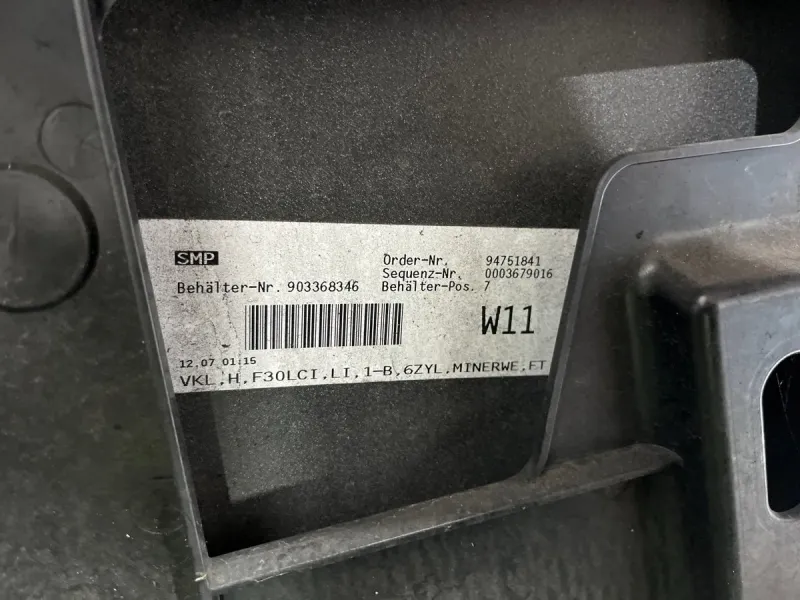 SMP
Order-Nr. 94751841
Sequenz-Nr. 0003679016
Behälter-Nr. 903368346 Behälter-Pos. 7
W11
12.07 01:15
VKL,H,F30LCI,LI,1-B,6ZYL,MINERWE,FT